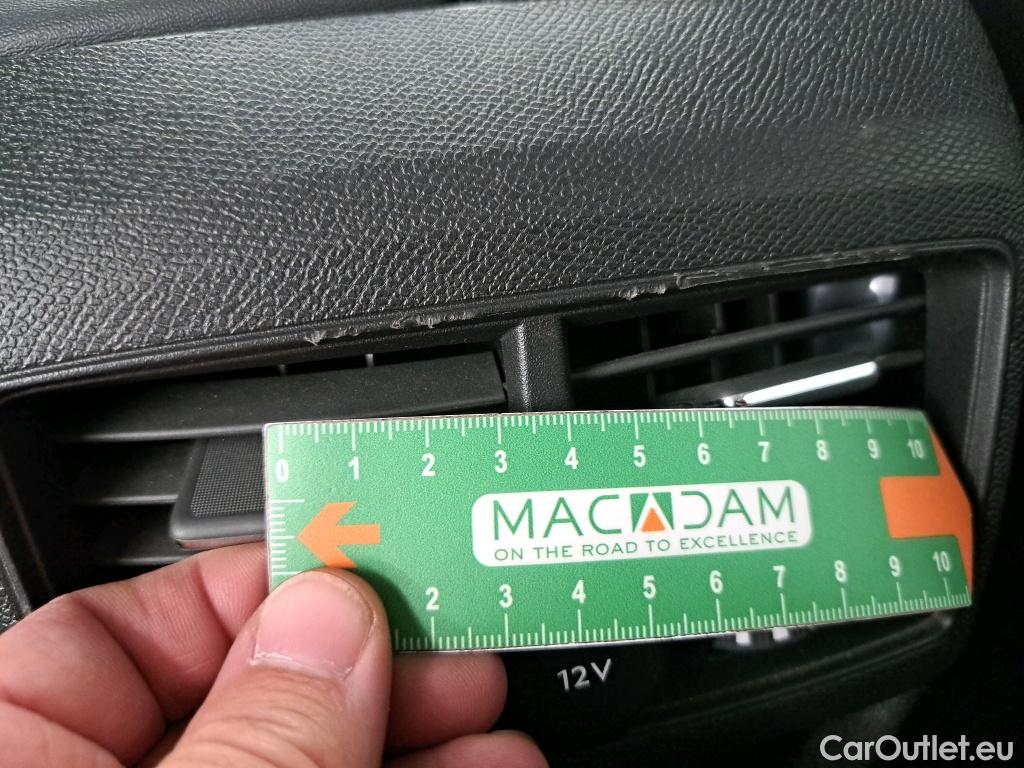 0 1 2 3 4 5 6 7 8 9 10
MACADAM
ON THE ROAD TO EXCELLENCE
2 3 4 5 6 7 8 9 10
12V
CarOutlet.eu